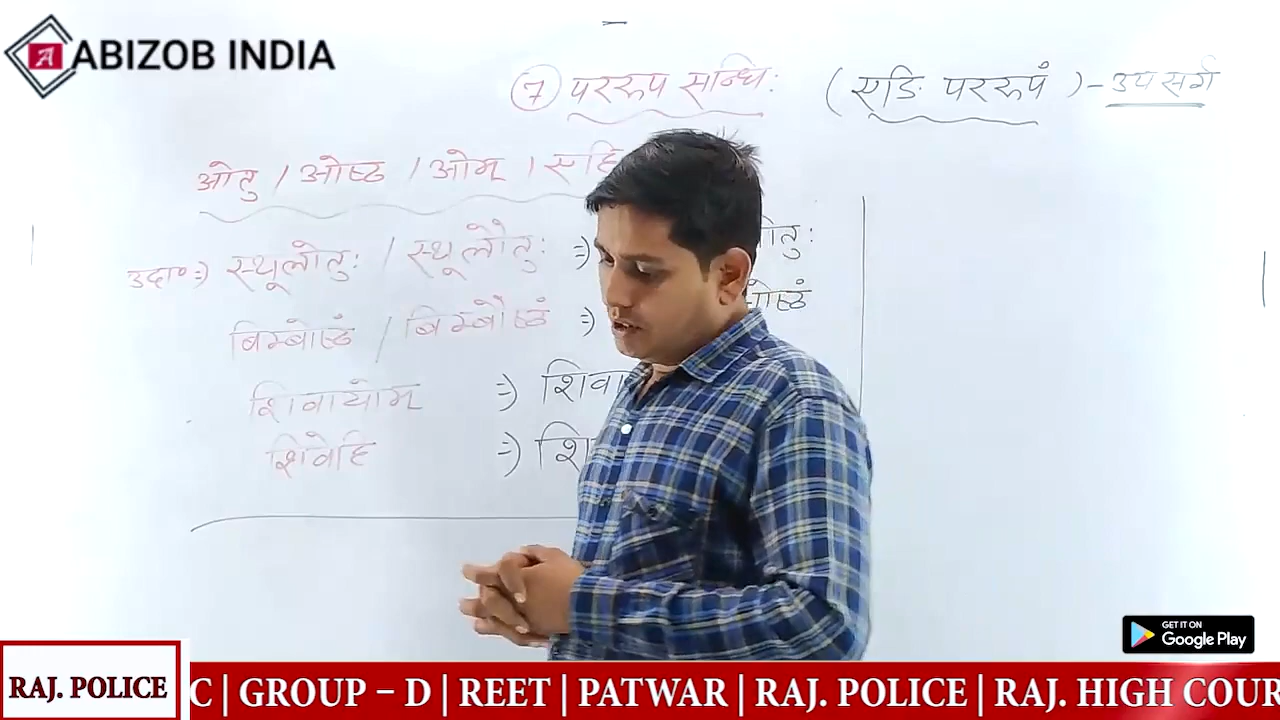 ABIZOB INDIA
⑦ पररुप सन्धि: (एङि पररुपं) - उपसर्ग
ओतु / ओष्ठ / ओम् / एहि
उदा०⇒ स्थूलोतुः / स्थूलौतुः ⇒ ोतुः
बिम्बोष्ठं / बिम्बौष्ठं ⇒ ओष्ठं
शिवायोम् ⇒ शिवा
शिवेहि ⇒ शि
GET IT ON
Google Play
RAJ. POLICE
C | GROUP – D | REET | PATWAR | RAJ. POLICE | RAJ. HIGH COUR